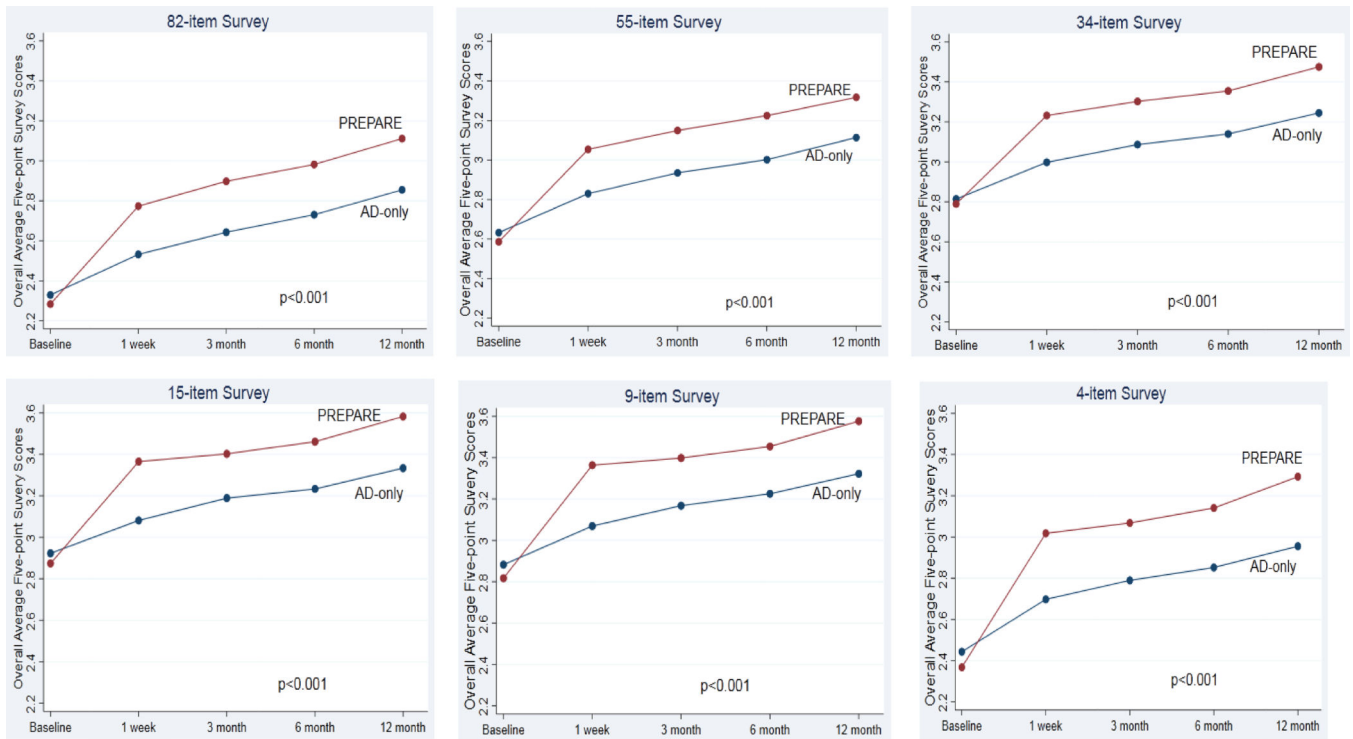 82-item Survey
Overall Average Five-point Survey Scores
3.6
3.4
3.2
3
2.8
2.6
2.4
2.2
PREPARE
AD-only
p<0.001
Baseline 1 week 3 month 6 month 12 month
55-item Survey
Overall Average Five-point Survey Scores
3.6
3.4
3.2
3
2.8
2.6
2.4
2.2
PREPARE
AD-only
p<0.001
Baseline 1 week 3 month 6 month 12 month
34-item Survey
Overall Average Five-point Survey Scores
3.6
3.4
3.2
3
2.8
2.6
2.4
2.2
PREPARE
AD-only
p<0.001
Baseline 1 week 3 month 6 month 12 month
15-item Survey
Overall Average Five-point Suvery Scores
3.6
3.4
3.2
3
2.8
2.6
2.4
2.2
PREPARE
AD-only
p<0.001
Baseline 1 week 3 month 6 month 12 month
9-item Survey
Overall Average Five-point Suvery Scores
3.6
3.4
3.2
3
2.8
2.6
2.4
2.2
PREPARE
AD-only
p<0.001
Baseline 1 week 3 month 6 month 12 month
4-item Survey
Overall Average Five-point Suvery Scores
3.6
3.4
3.2
3
2.8
2.6
2.4
2.2
PREPARE
AD-only
p<0.001
Baseline 1 week 3 month 6 month 12 month